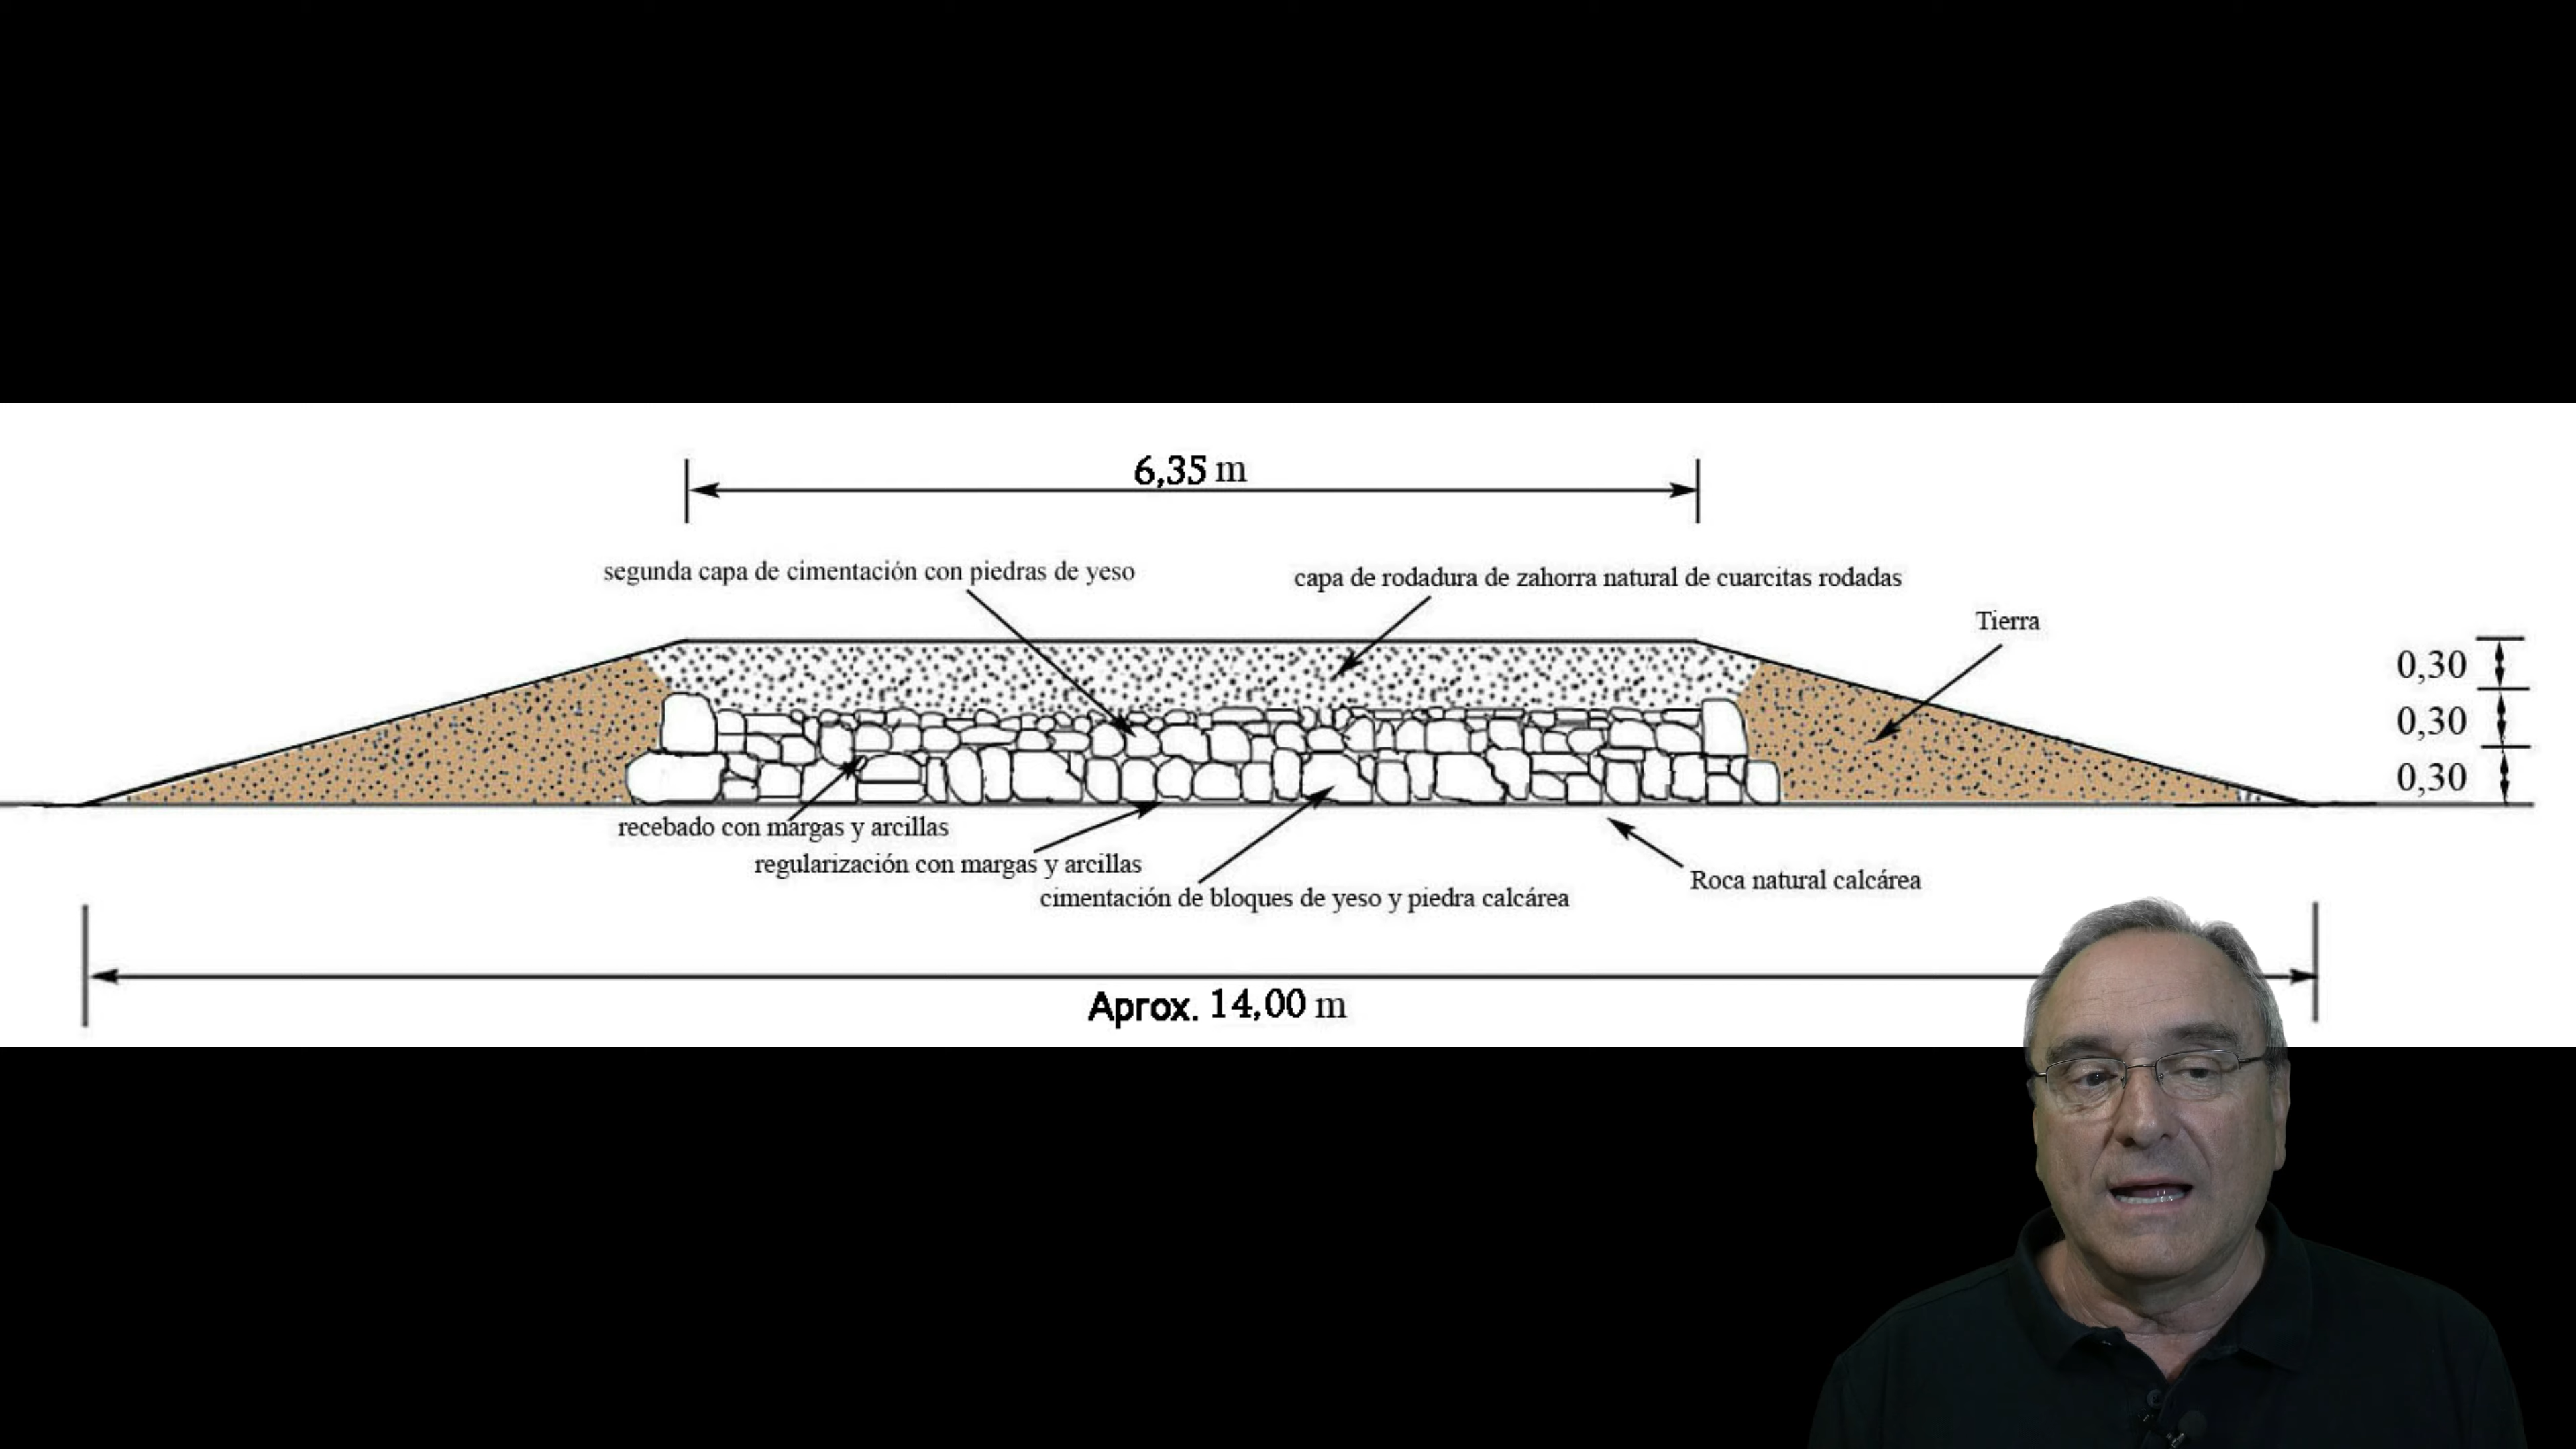 6,35 m
segunda capa de cimentación con piedras de yeso
capa de rodadura de zahorra natural de cuarcitas rodadas
Tierra
0,30
0,30
0,30
recebado con margas y arcillas
regularización con margas y arcillas
cimentación de bloques de yeso y piedra calcárea
Roca natural calcárea
Aprox. 14,00 m